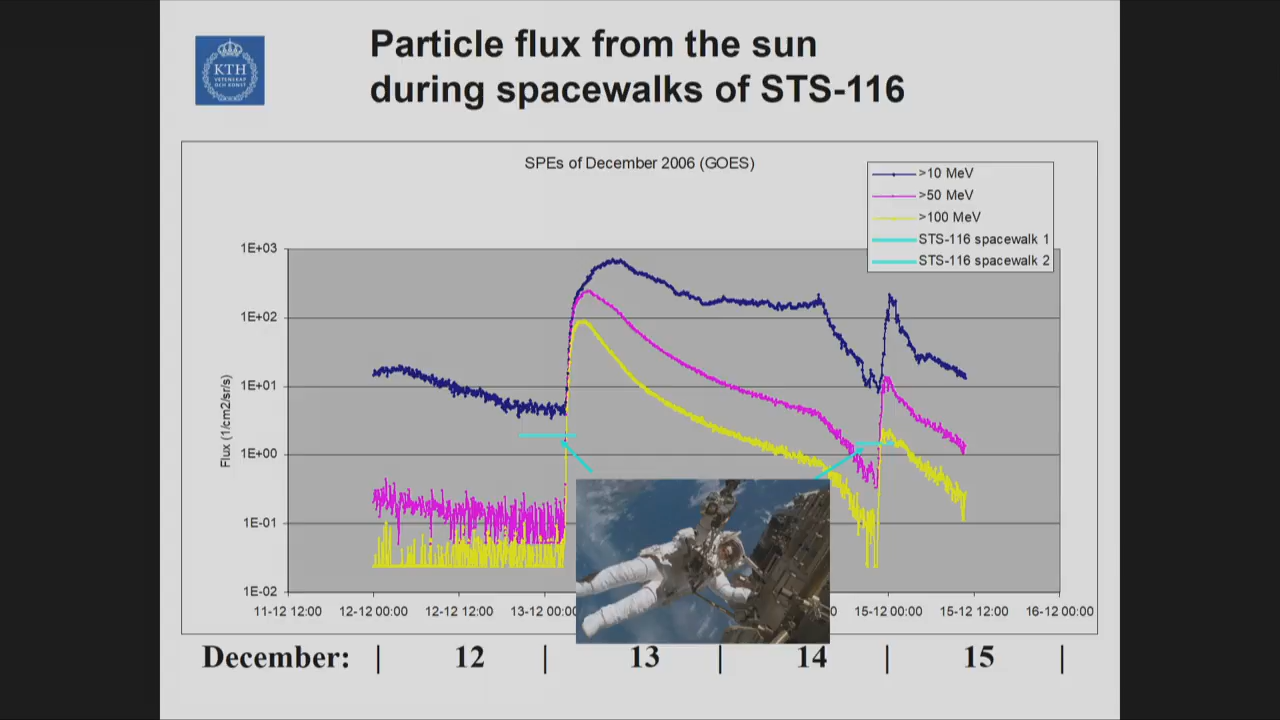 Particle flux from the sun
during spacewalks of STS-116
KTH
VETENSKAP
OCH KONST
SPEs of December 2006 (GOES)
>10 MeV
>50 MeV
>100 MeV
STS-116 spacewalk 1
STS-116 spacewalk 2
Flux (1/cm2/sr/s)
1E+03
1E+02
1E+01
1E+00
1E-01
1E-02
11-12 12:00 12-12 00:00 12-12 12:00 13-12 00:00 0 15-12 00:00 15-12 12:00 16-12 00:00
December: | 12 | 13 | 14 | 15 |